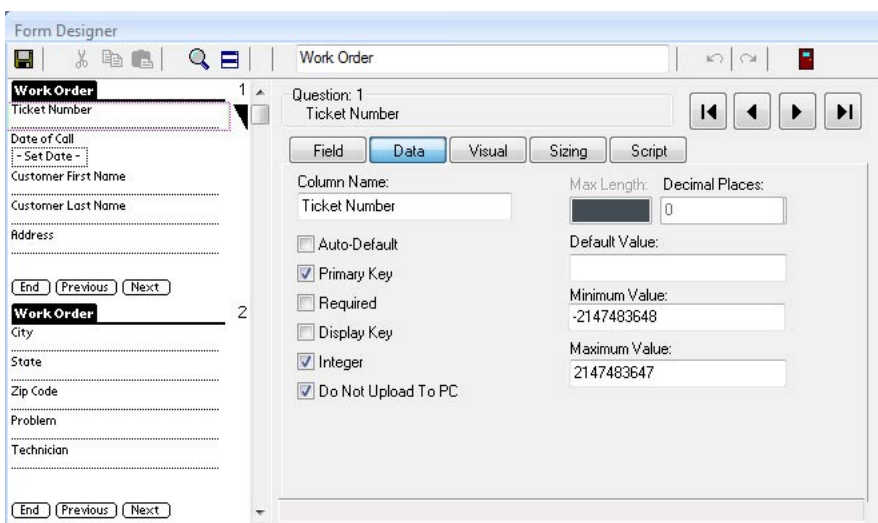 Form Designer
Work Order
Work Order 1
Ticket Number
Date of Call
- Set Date -
Customer First Name
Customer Last Name
Address
End Previous Next
Work Order 2
City
State
Zip Code
Problem
Technician
End Previous Next
Question: 1
Ticket Number
Field Data Visual Sizing Script
Column Name:
Ticket Number
Auto-Default
Primary Key
Required
Display Key
Integer
Do Not Upload To PC
Max Length: Decimal Places:
0
Default Value:
Minimum Value:
-2147483648
Maximum Value:
2147483647